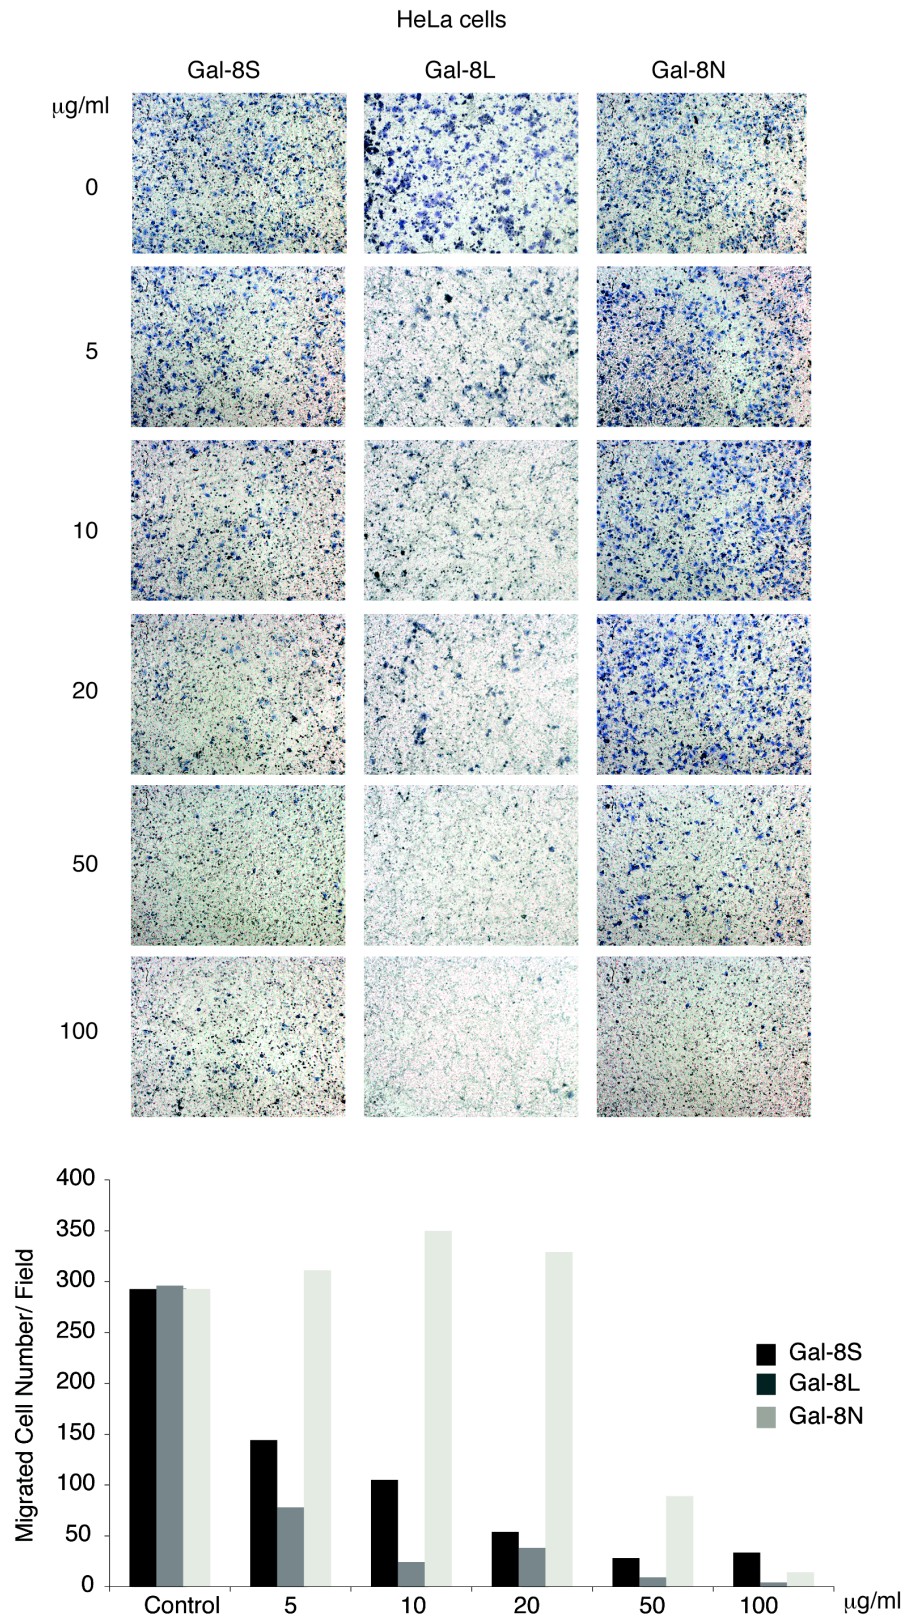 HeLa cells
Gal-8S Gal-8L Gal-8N
μg/ml
0
5
10
20
50
100
400
350
300
250
200
150
100
50
0
Migrated Cell Number/ Field
Gal-8S
Gal-8L
Gal-8N
Control 5 10 20 50 100 μg/ml